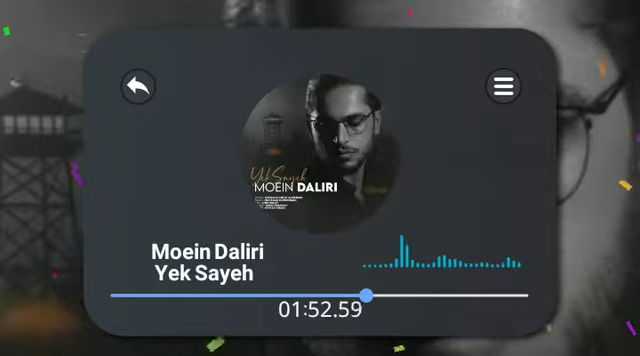 Yek Sayeh
MOEIN DALIRI
Moein Daliri
Yek Sayeh
01:52.59